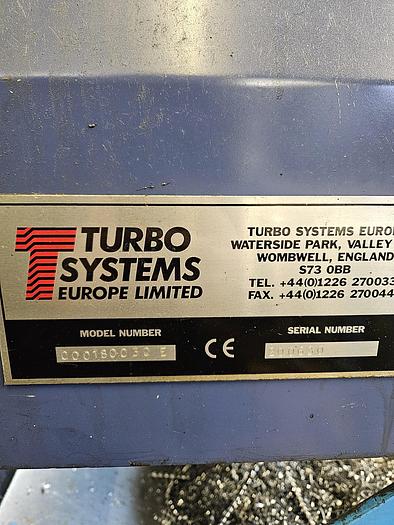 TURBO
SYSTEMS
EUROPE LIMITED
TURBO SYSTEMS EURO
WATERSIDE PARK, VALLEY
WOMBWELL, ENGLAND
S73 0BB
TEL. +44(0)1226 270033
FAX. +44(0)1226 270044
MODEL NUMBER
SERIAL NUMBER
CE